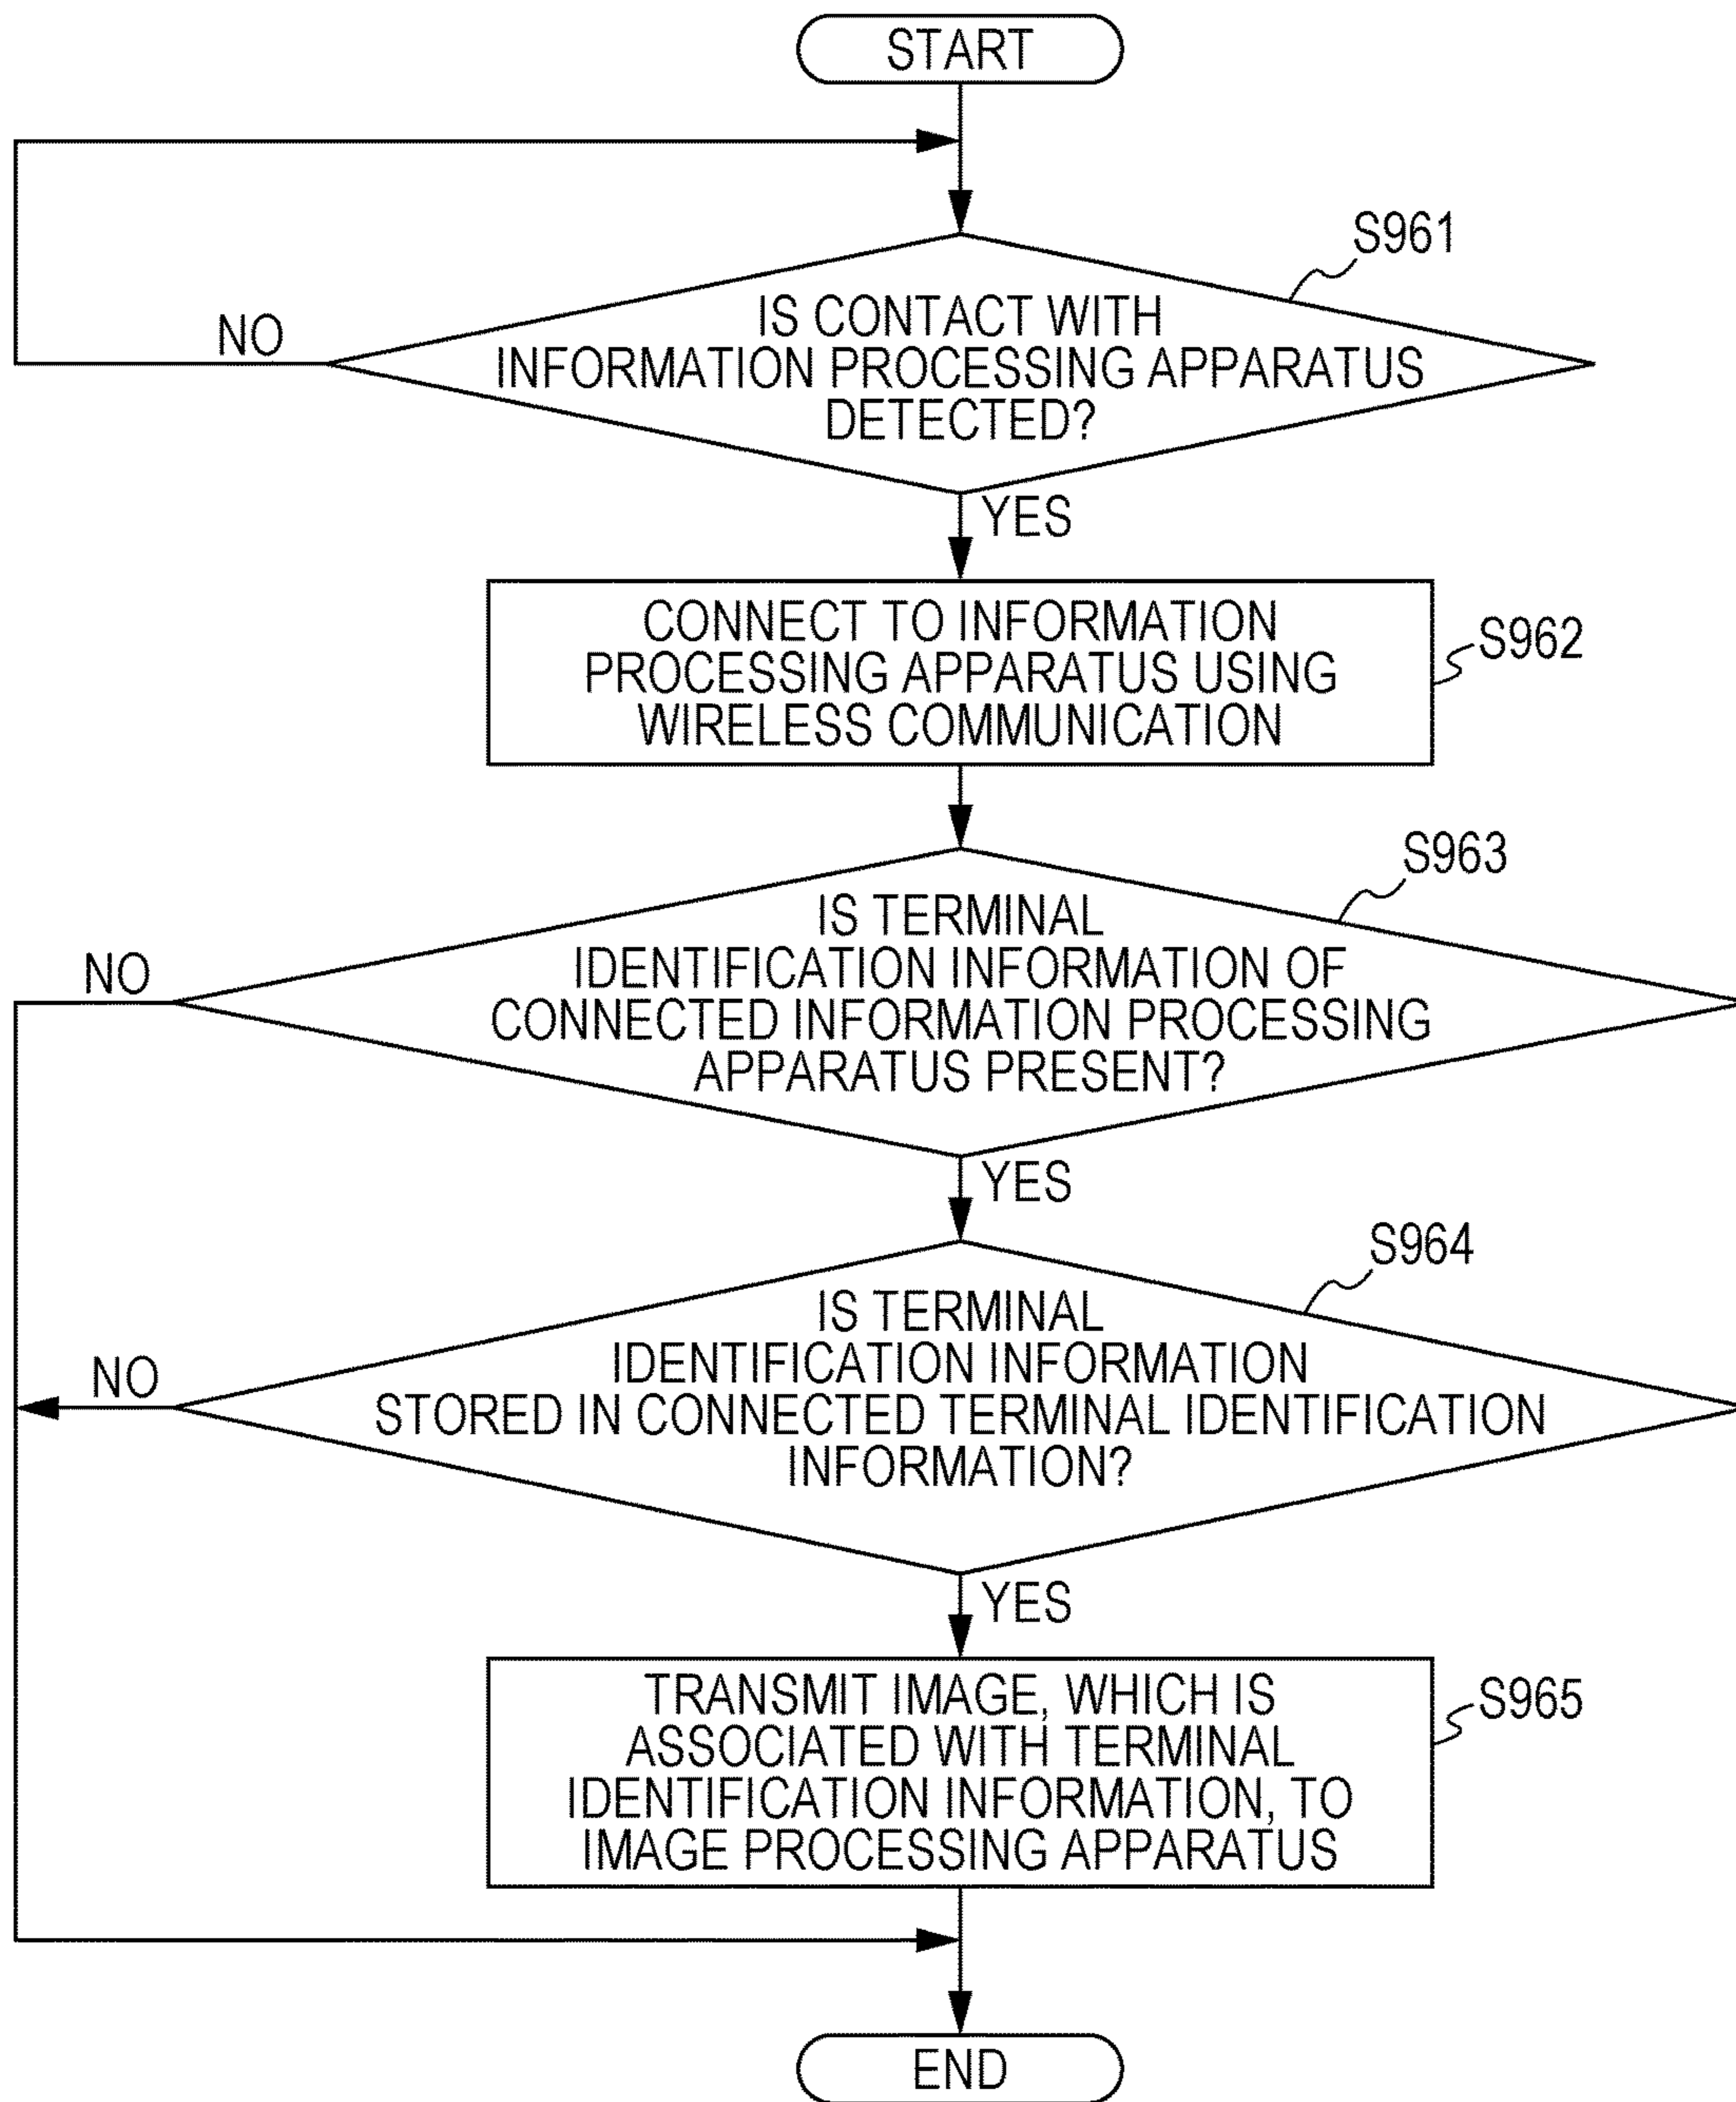 START
S961
IS CONTACT WITH
INFORMATION PROCESSING APPARATUS
DETECTED?
NO
YES
CONNECT TO INFORMATION
PROCESSING APPARATUS USING
WIRELESS COMMUNICATION
S962
S963
IS TERMINAL
IDENTIFICATION INFORMATION OF
CONNECTED INFORMATION PROCESSING
APPARATUS PRESENT?
NO
YES
S964
IS TERMINAL
IDENTIFICATION INFORMATION
STORED IN CONNECTED TERMINAL IDENTIFICATION
INFORMATION?
NO
YES
TRANSMIT IMAGE, WHICH IS
ASSOCIATED WITH TERMINAL
IDENTIFICATION INFORMATION, TO
IMAGE PROCESSING APPARATUS
S965
END